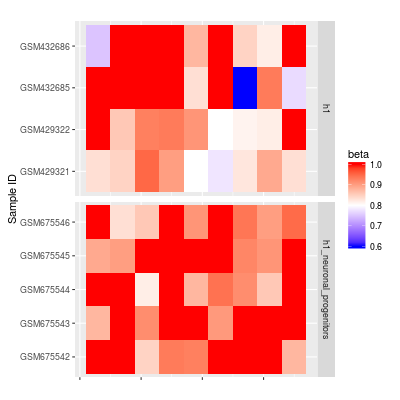 GSM432686
GSM432685
GSM429322
GSM429321
h1
GSM675546
GSM675545
GSM675544
GSM675543
GSM675542
h1_neuronal_progenitors
Sample ID
beta
1.0
0.9
0.8
0.7
0.6